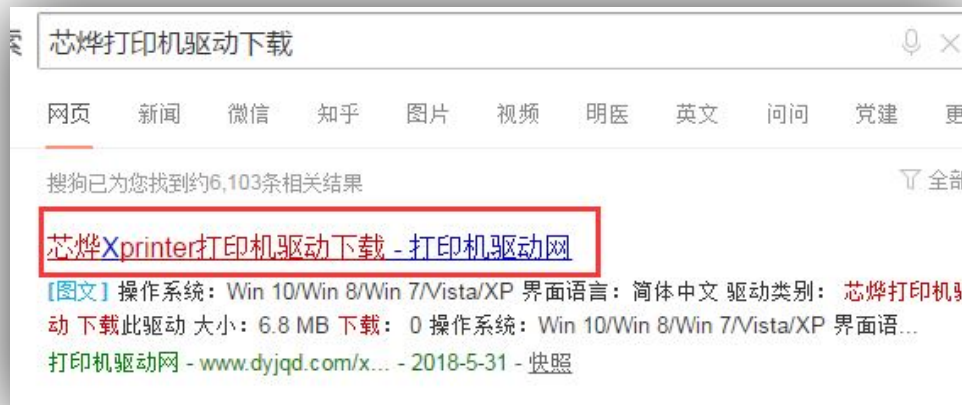 索 芯烨打印机驱动下载
网页 新闻 微信 知乎 图片 视频 明医 英文 问问 党建 更
搜狗已为您找到约6,103条相关结果 全部
芯烨Xprinter打印机驱动下载 - 打印机驱动网
[图文] 操作系统：Win 10/Win 8/Win 7/Vista/XP 界面语言：简体中文 驱动类别： 芯烨打印机驱
动 下载此驱动 大小：6.8 MB 下载： 0 操作系统：Win 10/Win 8/Win 7/Vista/XP 界面语...
打印机驱动网 - www.dyjqd.com/x... - 2018-5-31 - 快照